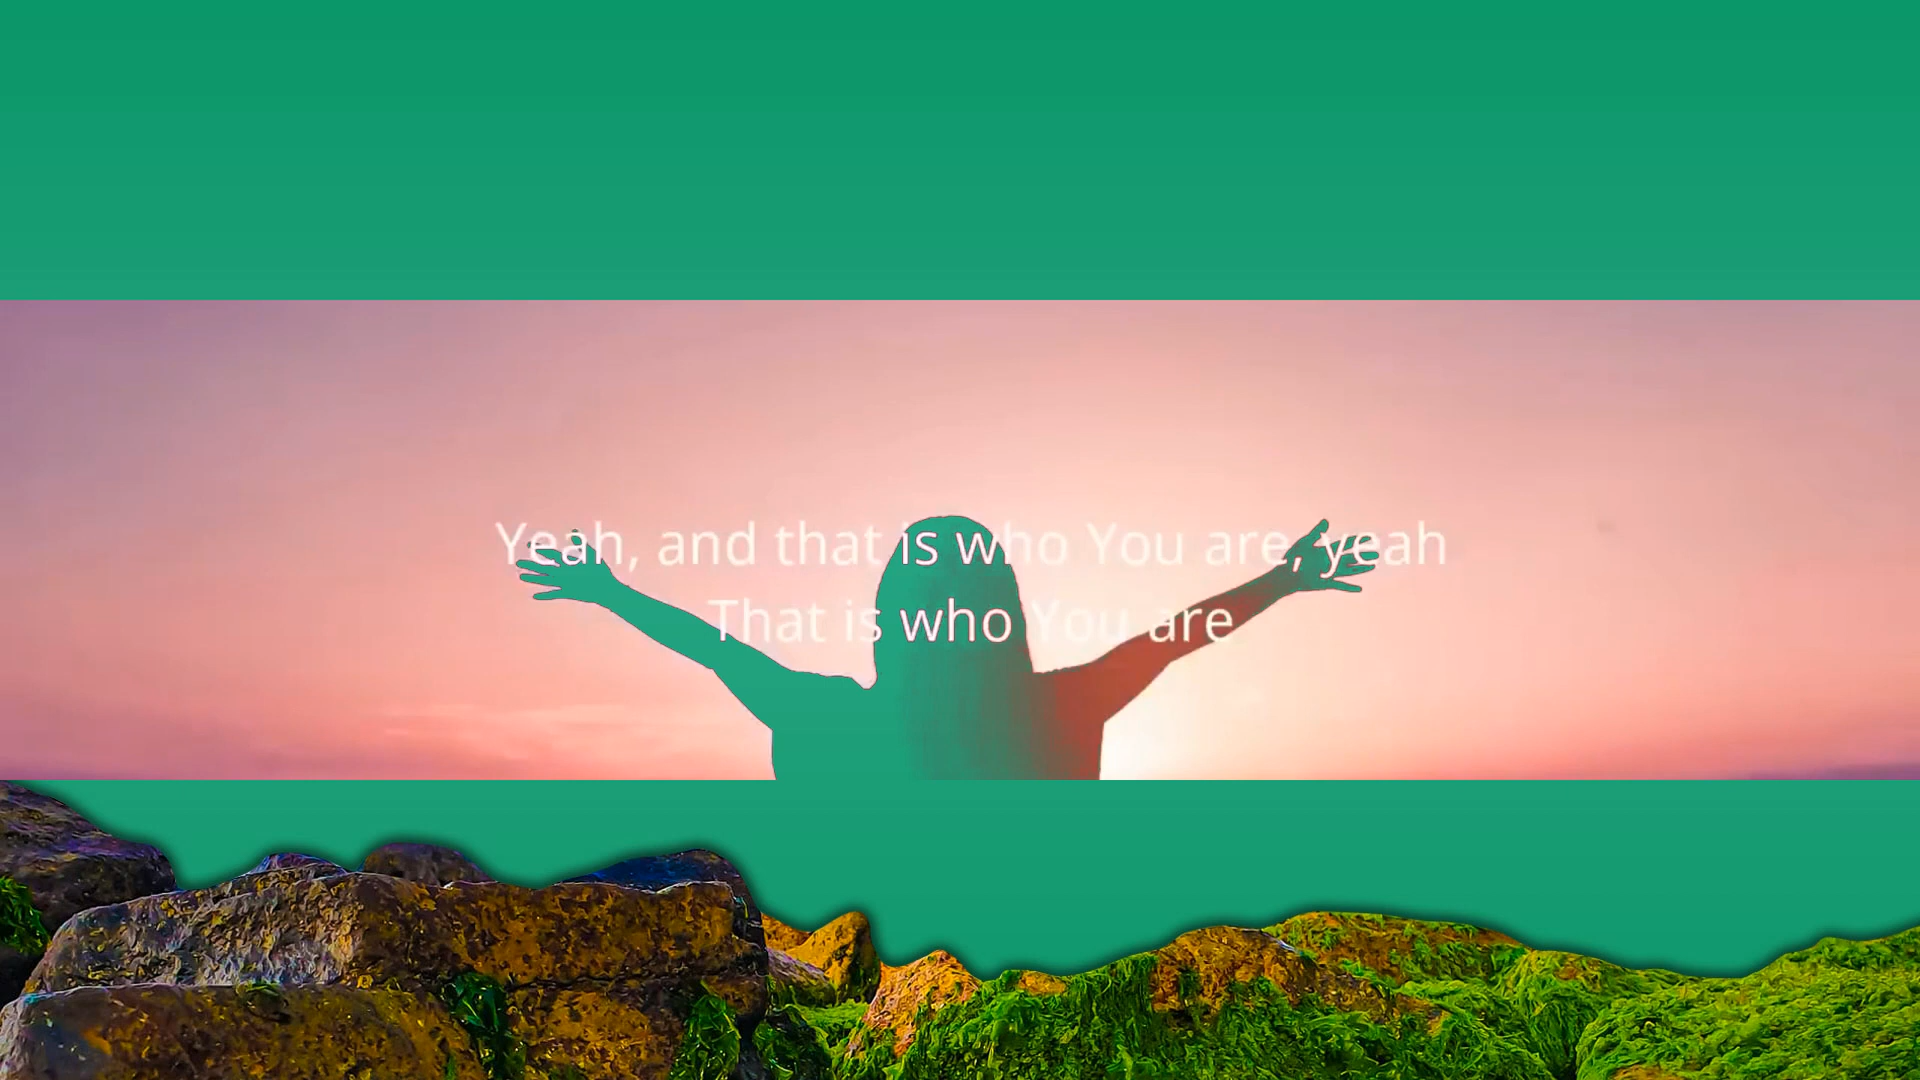 Yeah, and that is who You are, yeah
That is who You are